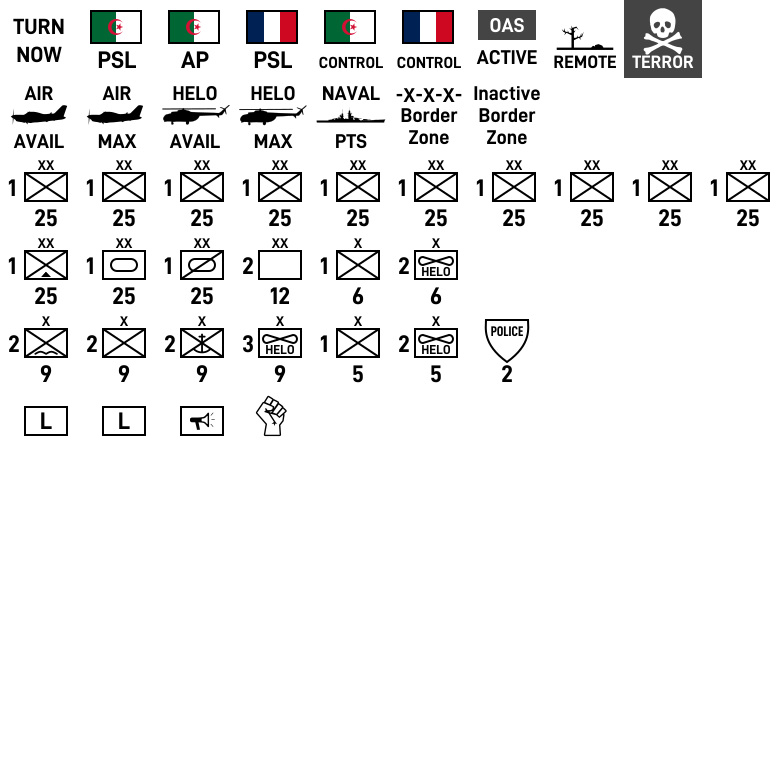 TURN NOW PSL AP PSL CONTROL CONTROL OAS ACTIVE REMOTE TERROR
AIR AVAIL AIR MAX HELO AVAIL HELO MAX NAVAL PTS -X-X-X- Border Zone Inactive Border Zone
XX XX XX XX XX XX XX XX XX XX
1 1 1 1 1 1 1 1 1 1
25 25 25 25 25 25 25 25 25 25
XX XX XX XX X X
1 1 1 2 1 2 HELO
25 25 25 12 6 6
X X X X X X
2 2 2 3 HELO 1 2 HELO POLICE
9 9 9 9 5 5 2
L L